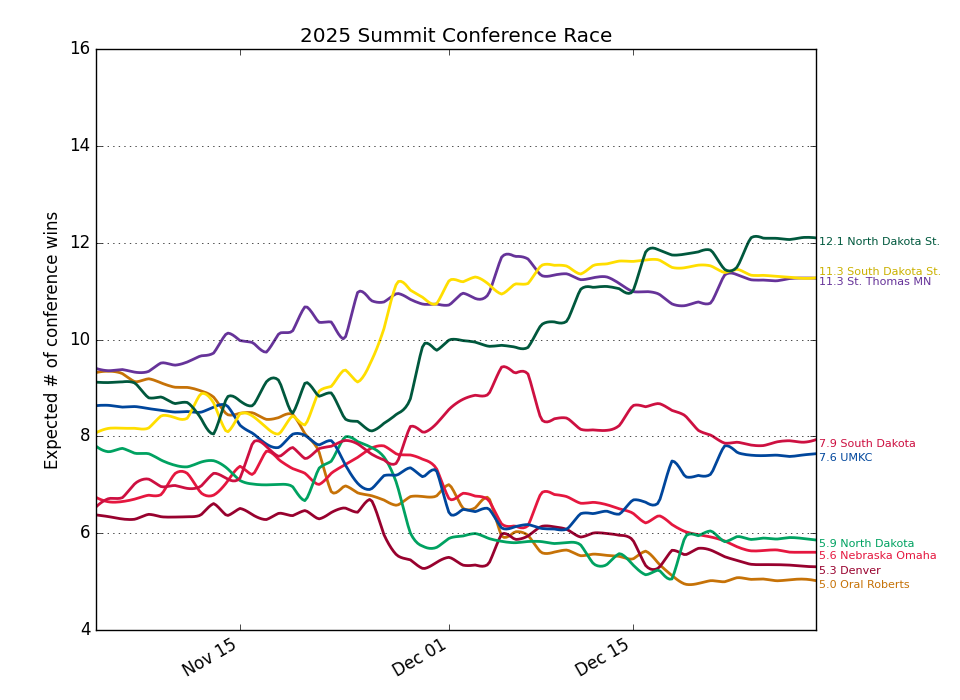 2025 Summit Conference Race
Expected # of conference wins
16
14
12
10
8
6
4
Nov 15
Dec 01
Dec 15
12.1 North Dakota St.
11.3 South Dakota St.
11.3 St. Thomas MN
7.9 South Dakota
7.6 UMKC
5.9 North Dakota
5.6 Nebraska Omaha
5.3 Denver
5.0 Oral Roberts